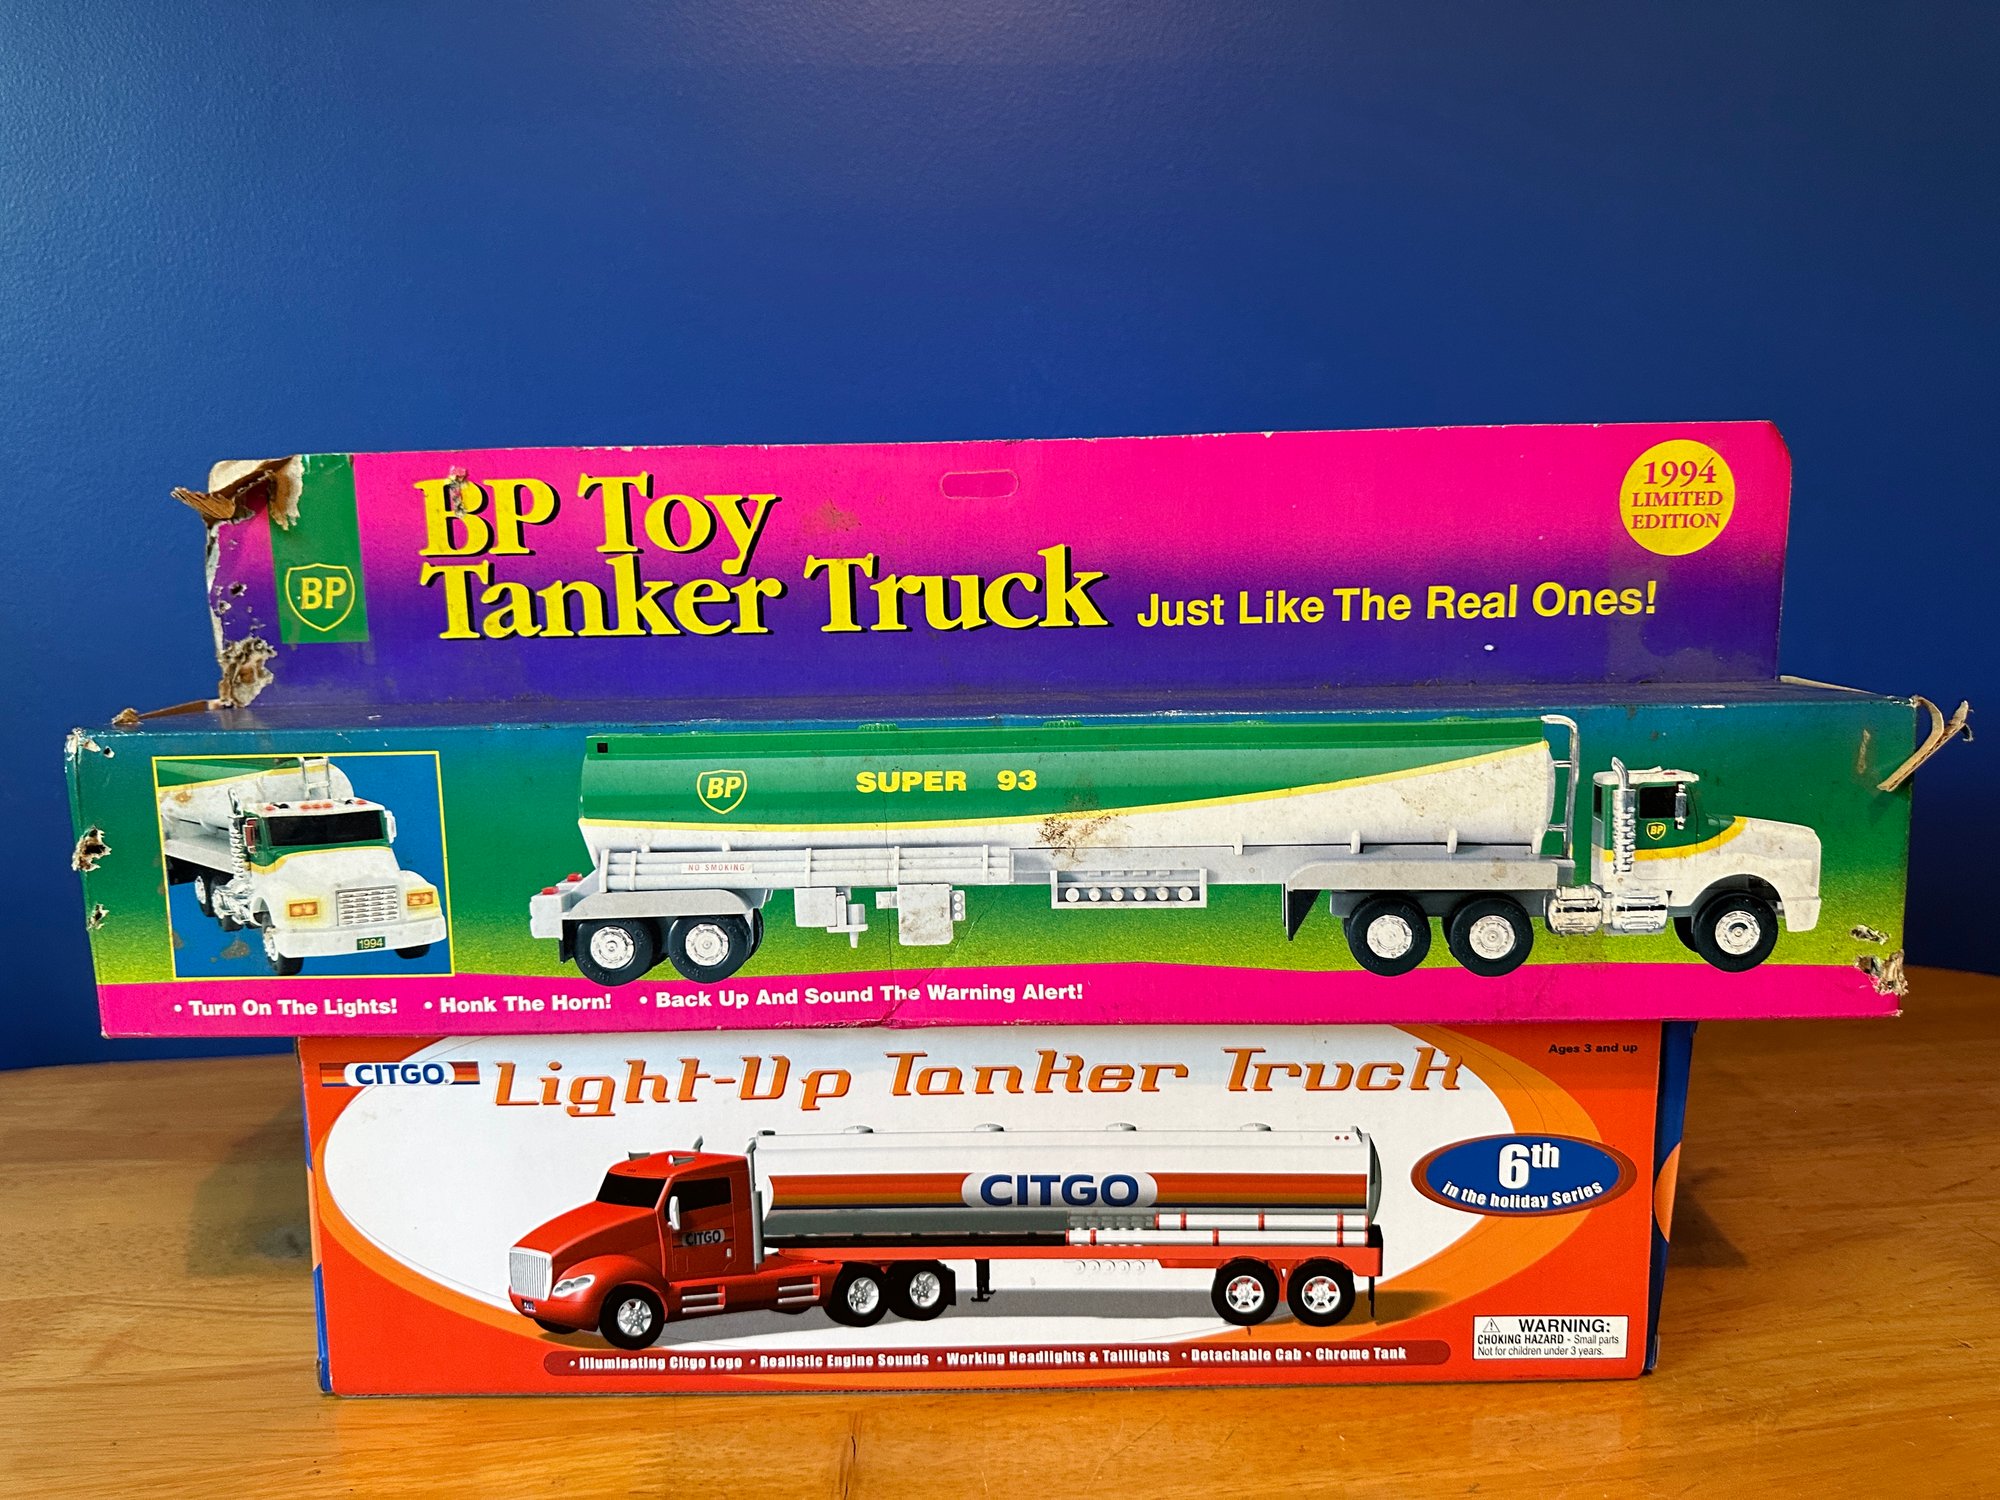 BP Toy
Tanker Truck
Just Like The Real Ones!
1994
LIMITED
EDITION
BP
BP
SUPER 93
BP
NO SMOKING
1994
• Turn On The Lights! • Honk The Horn! • Back Up And Sound The Warning Alert!
CITGO
Light-Up Tanker Truck
Ages 3 and up
6th
in the holiday Series
CITGO
CITGO
WARNING:
CHOKING HAZARD - Small parts
Not for children under 3 years.
• Illuminating Citgo Logo • Realistic Engine Sounds • Working Headlights & Taillights • Detachable Cab • Chrome Tank